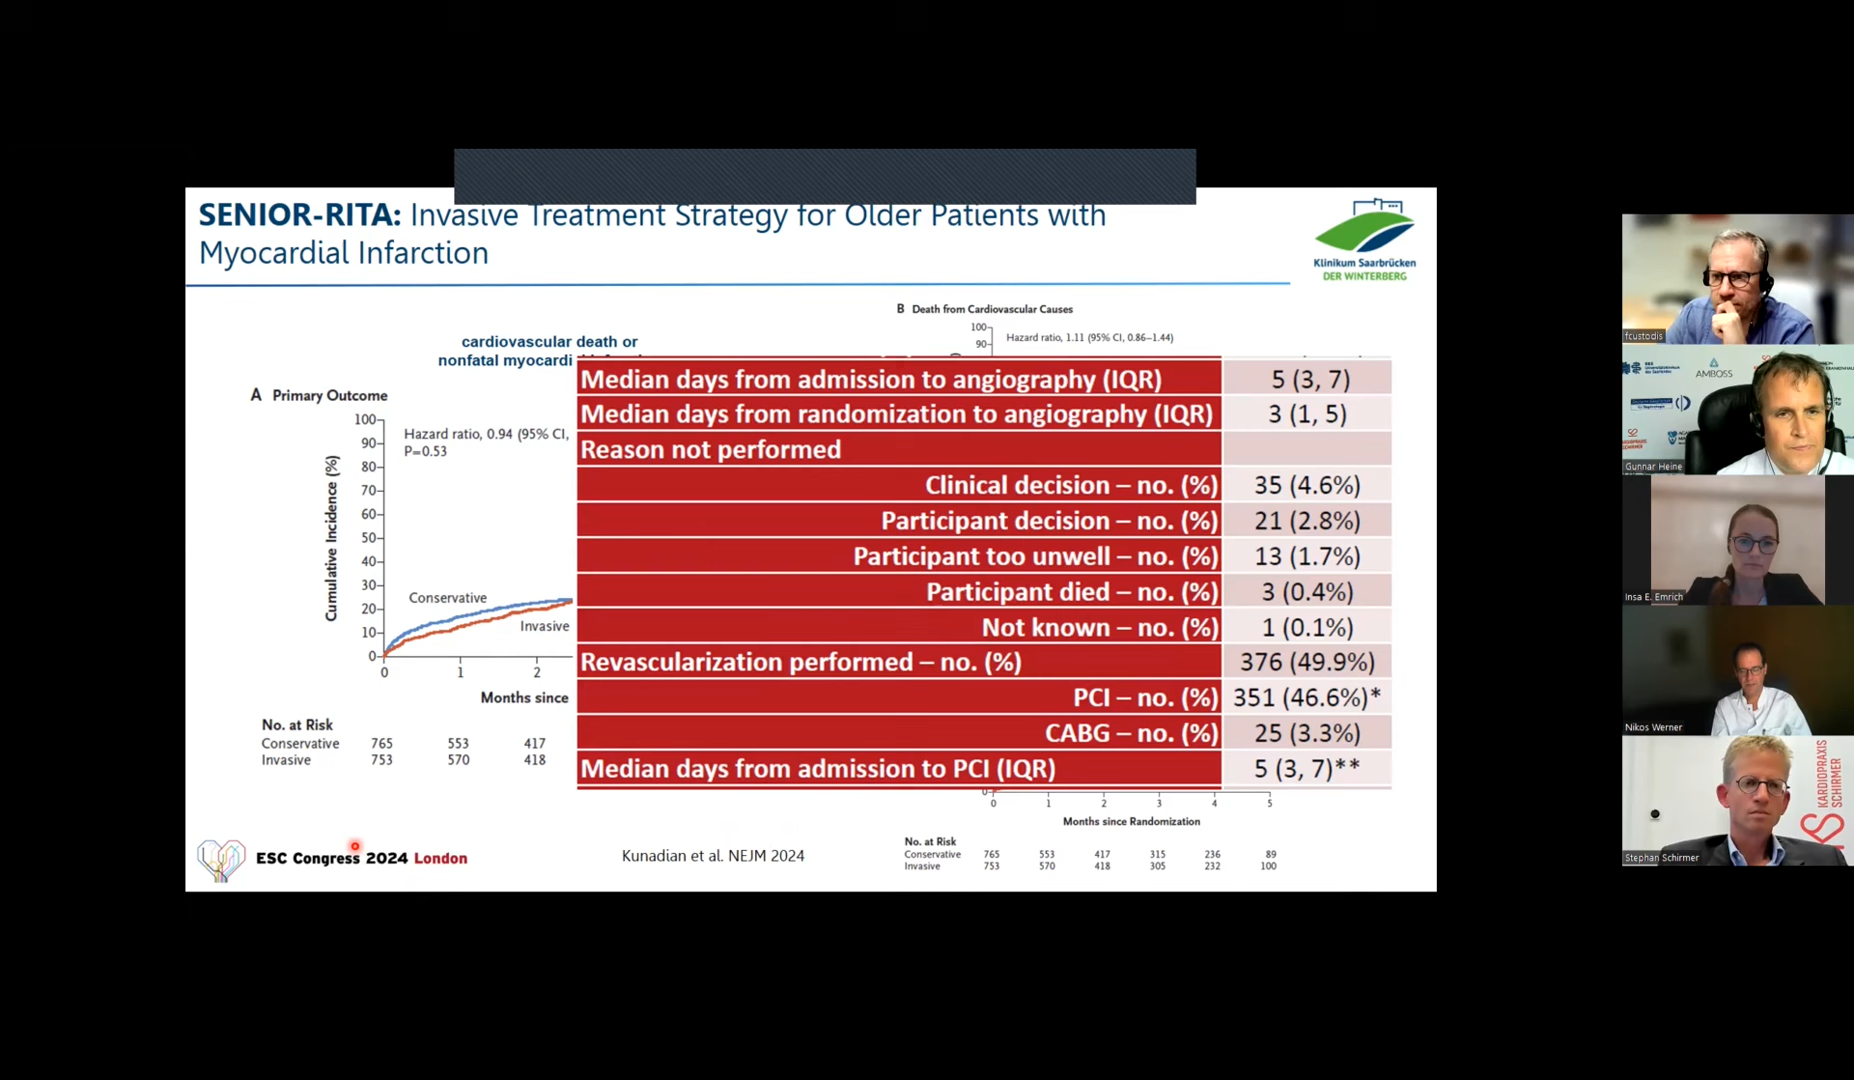 SENIOR-RITA: Invasive Treatment Strategy for Older Patients with
Myocardial Infarction
Klinikum Saarbrücken
DER WINTERBERG
cardiovascular death or
nonfatal myocardi
A Primary Outcome
Hazard ratio, 0.94 (95% CI,
P=0.53
Cumulative Incidence (%)
100
90
80
70
60
50
40
30
20
10
0
Conservative
Invasive
0 1 2
Months since
No. at Risk
Conservative 765 553 417
Invasive 753 570 418
B Death from Cardiovascular Causes
100
90
Hazard ratio, 1.11 (95% CI, 0.86–1.44)
Median days from admission to angiography (IQR) 5 (3, 7)
Median days from randomization to angiography (IQR) 3 (1, 5)
Reason not performed
Clinical decision – no. (%) 35 (4.6%)
Participant decision – no. (%) 21 (2.8%)
Participant too unwell – no. (%) 13 (1.7%)
Participant died – no. (%) 3 (0.4%)
Not known – no. (%) 1 (0.1%)
Revascularization performed – no. (%) 376 (49.9%)
PCI – no. (%) 351 (46.6%)*
CABG – no. (%) 25 (3.3%)
Median days from admission to PCI (IQR) 5 (3, 7)**
0
0 1 2 3 4 5
Months since Randomization
No. at Risk
Conservative 765 553 417 315 236 89
Invasive 753 570 418 305 232 100
ESC Congress 2024 London
Kunadian et al. NEJM 2024
fcustodis
AMBOSS
Gunnar Heine
Insa E. Emrich
Nikos Werner
KARDIOPRAXIS
SCHIRMER
Stephan Schirmer